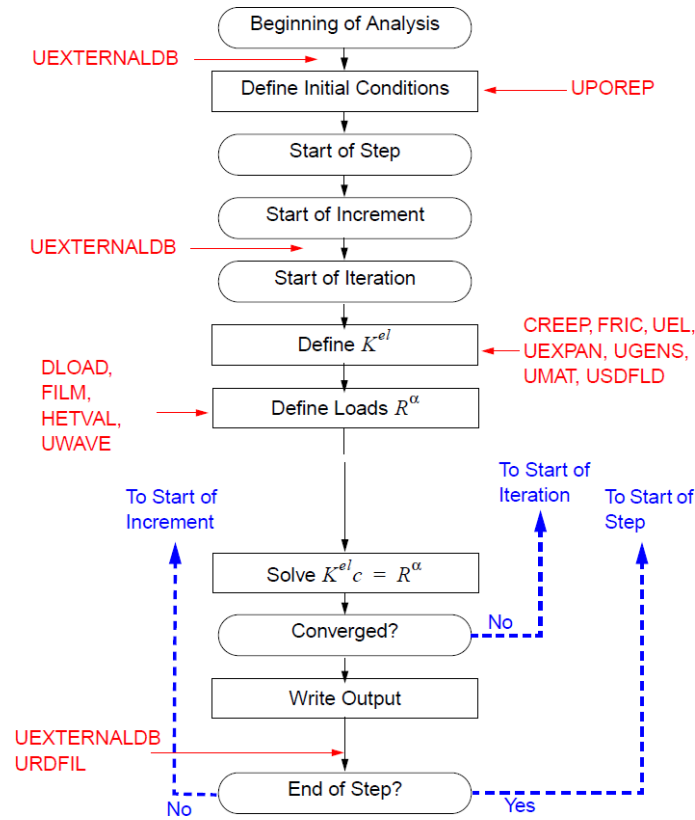 Beginning of Analysis
UEXTERNALDB
Define Initial Conditions
UPOREP
Start of Step
Start of Increment
UEXTERNALDB
Start of Iteration
Define K^el
CREEP, FRIC, UEL,
UEXPAN, UGENS,
UMAT, USDFLD
DLOAD,
FILM,
HETVAL,
UWAVE
Define Loads R^α
To Start of
Increment
To Start of
Iteration
To Start of
Step
Solve K^el c = R^α
Converged?
No
Write Output
UEXTERNALDB
URDFIL
End of Step?
No
Yes